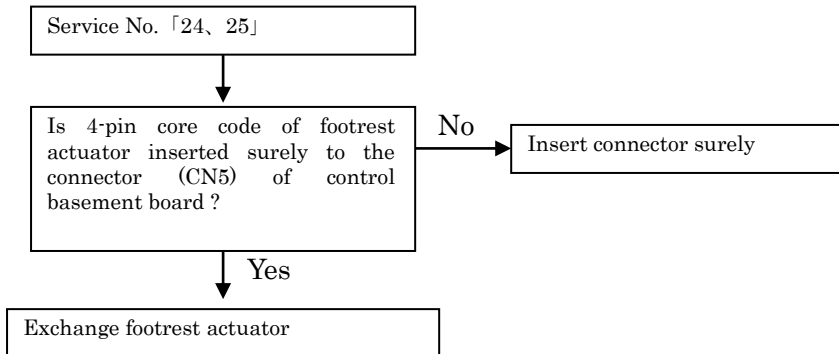 Service No.「24、25」
Is 4-pin core code of footrest
actuator inserted surely to the
connector (CN5) of control
basement board ?
No
Insert connector surely
Yes
Exchange footrest actuator